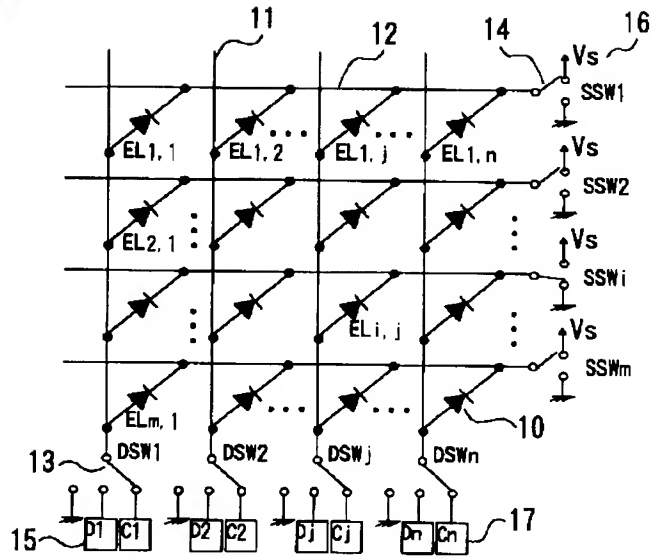 11
12
14
Vs
16
SSW1
EL1,1
EL1,2
EL1,j
EL1,n
Vs
SSW2
EL2,1
Vs
SSWi
ELi,j
Vs
SSWm
ELm,1
10
13
DSW1
DSW2
DSWj
DSWn
15
D1
C1
D2
C2
Dj
Cj
Dn
Cn
17